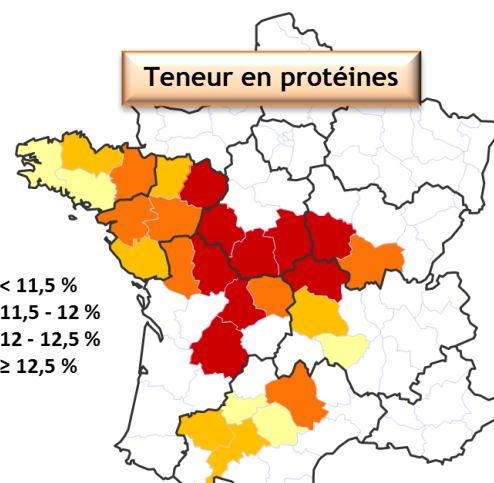 Teneur en protéines
< 11,5 %
11,5 - 12 %
12 - 12,5 %
≥ 12,5 %